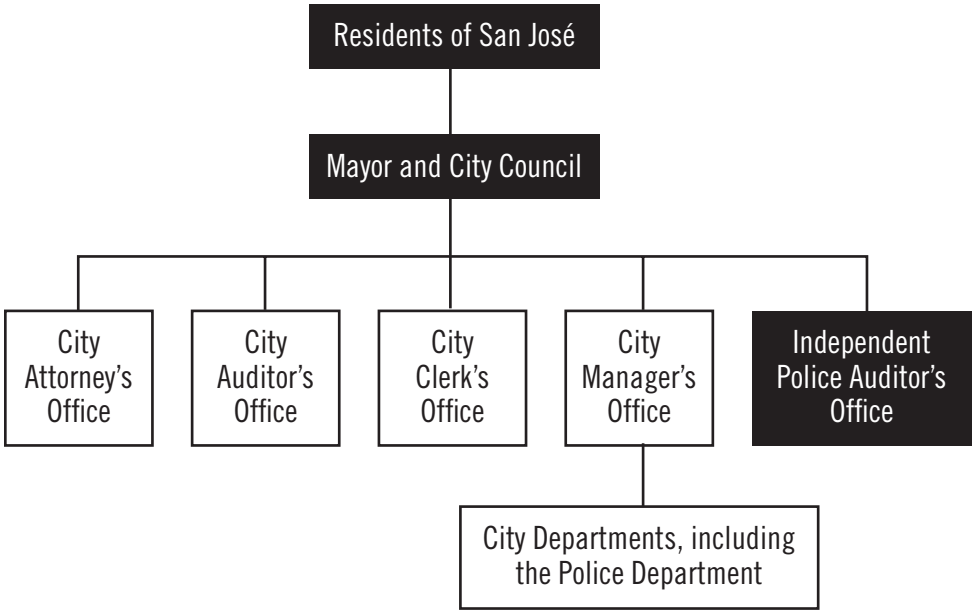 Residents of San José
Mayor and City Council
City
Attorney's
Office
City
Auditor's
Office
City
Clerk's
Office
City
Manager's
Office
Independent
Police Auditor's
Office
City Departments, including
the Police Department